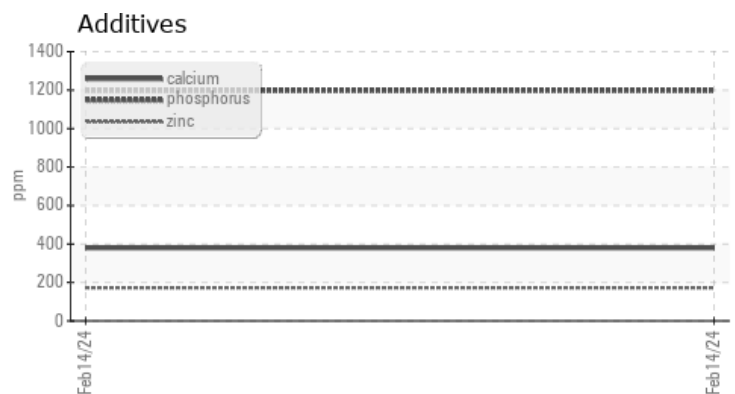 Additives
1400
1200
1000
800
600
400
200
0
ppm
calcium
phosphorus
zinc
Feb14/24
Feb14/24